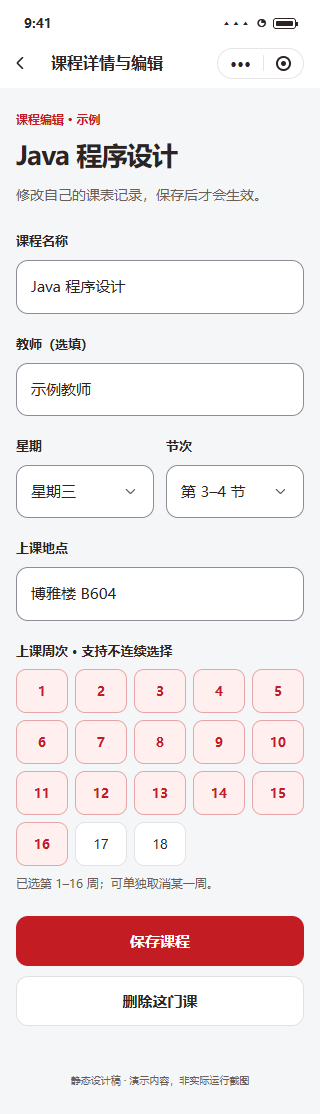 9:41
课程详情与编辑
课程编辑 • 示例
Java 程序设计
修改自己的课表记录，保存后才会生效。
课程名称
Java 程序设计
教师（选填）
示例教师
星期 节次
星期三 第 3–4 节
上课地点
博雅楼 B604
上课周次 • 支持不连续选择
1 2 3 4 5
6 7 8 9 10
11 12 13 14 15
16 17 18
已选第 1–16 周；可单独取消某一周。
保存课程
删除这门课
静态设计稿 · 演示内容，非实际运行截图